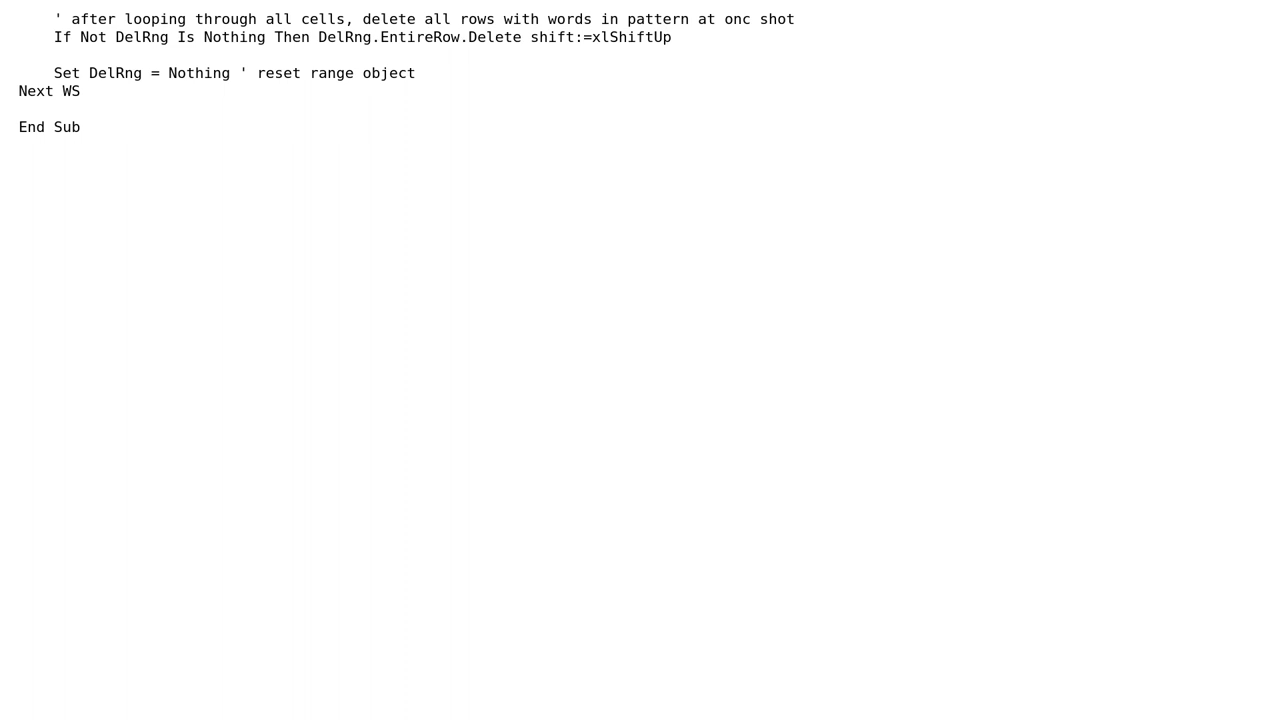 ' after looping through all cells, delete all rows with words in pattern at onc shot
If Not DelRng Is Nothing Then DelRng.EntireRow.Delete shift:=xlShiftUp
Set DelRng = Nothing ' reset range object
Next WS
End Sub